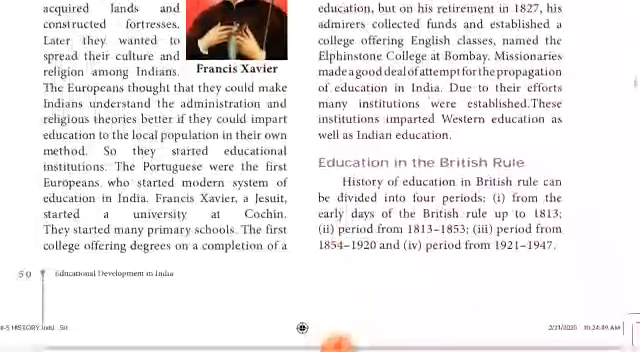 acquired lands and
constructed fortresses.
Later they wanted to
spread their culture and
religion among Indians.
Francis Xavier
The Europeans thought that they could make
Indians understand the administration and
religious theories better if they could impart
education to the local population in their own
method. So they started educational
institutions. The Portuguese were the first
Europeans who started modern system of
education in India. Francis Xavier, a Jesuit,
started a university at Cochin.
They started many primary schools. The first
college offering degrees on a completion of a
education, but on his retirement in 1827, his
admirers collected funds and established a
college offering English classes, named the
Elphinstone College at Bombay. Missionaries
made a good deal of attempt for the propagation
of education in India. Due to their efforts
many institutions were established.These
institutions imparted Western education as
well as Indian education.
Education in the British Rule
History of education in British rule can
be divided into four periods: (i) from the
early days of the British rule up to 1813;
(ii) period from 1813–1853; (iii) period from
1854–1920 and (iv) period from 1921–1947.
50 Educational Development in India
2/21/2020